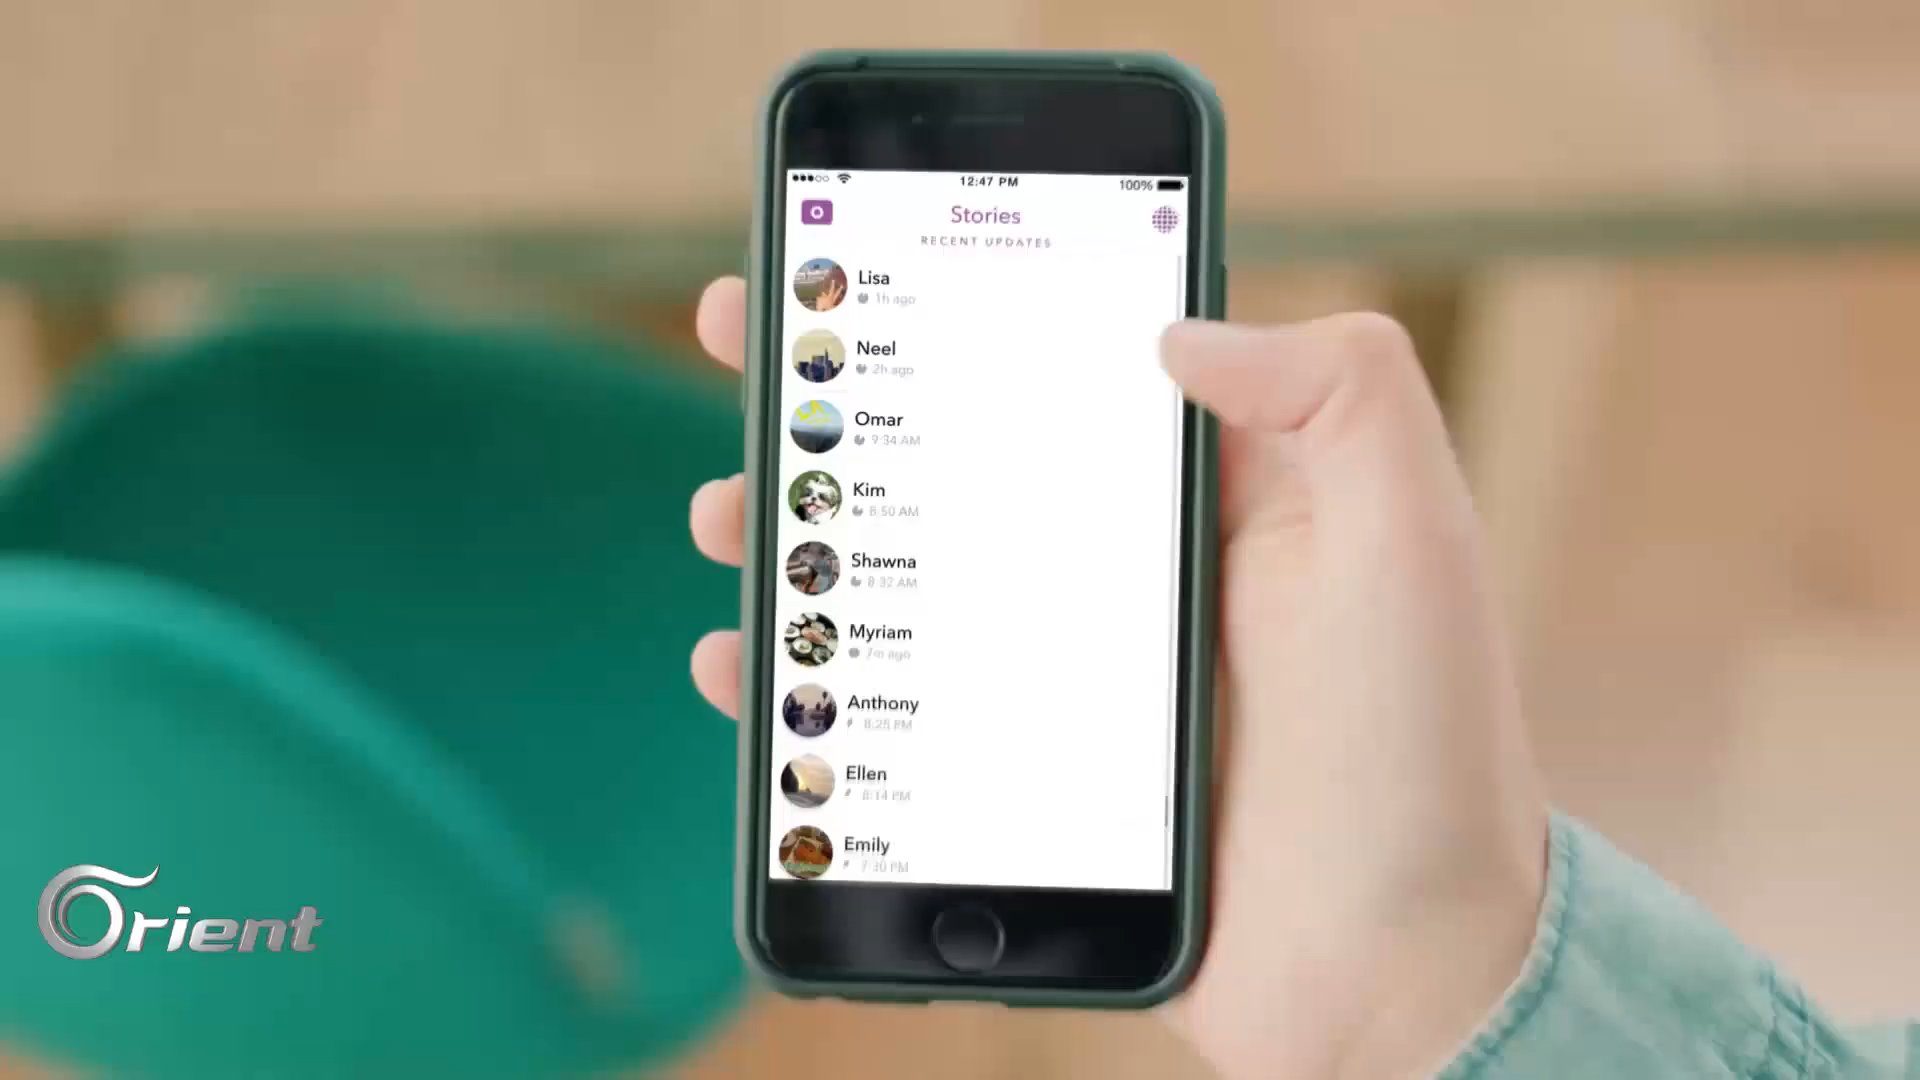 12:47 PM
100%
Stories
RECENT UPDATES
Lisa
1h ago
Neel
2h ago
Omar
9:34 AM
Kim
8:50 AM
Shawna
8:32 AM
Myriam
7m ago
Anthony
8:25 PM
Ellen
8:14 PM
Emily
7:30 PM
Orient